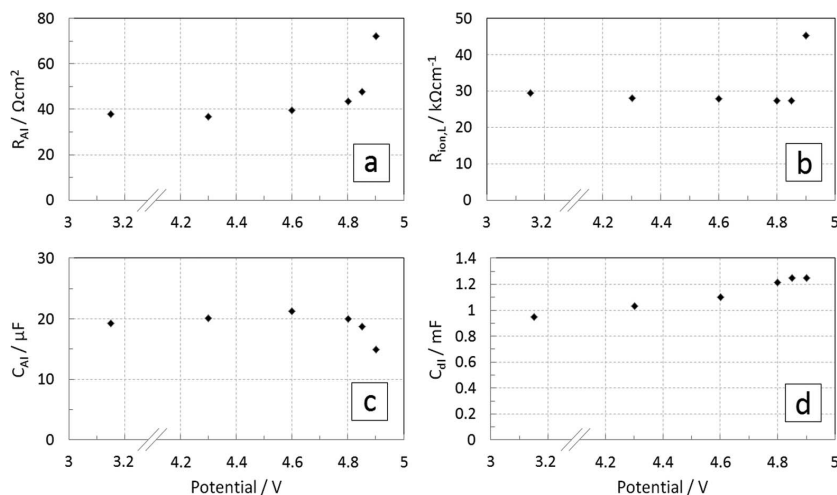 80
60
40
20
0
R_Al / Ωcm²
a
3 3.2 4.2 4.4 4.6 4.8 5
50
40
30
20
10
0
R_ion,L / kΩcm⁻¹
b
3 3.2 4.2 4.4 4.6 4.8 5
30
20
10
0
C_Al / µF
c
3 3.2 4.2 4.4 4.6 4.8 5
Potential / V
1.4
1.2
1
0.8
0.6
0.4
0.2
0
C_dl / mF
d
3 3.2 4.2 4.4 4.6 4.8 5
Potential / V